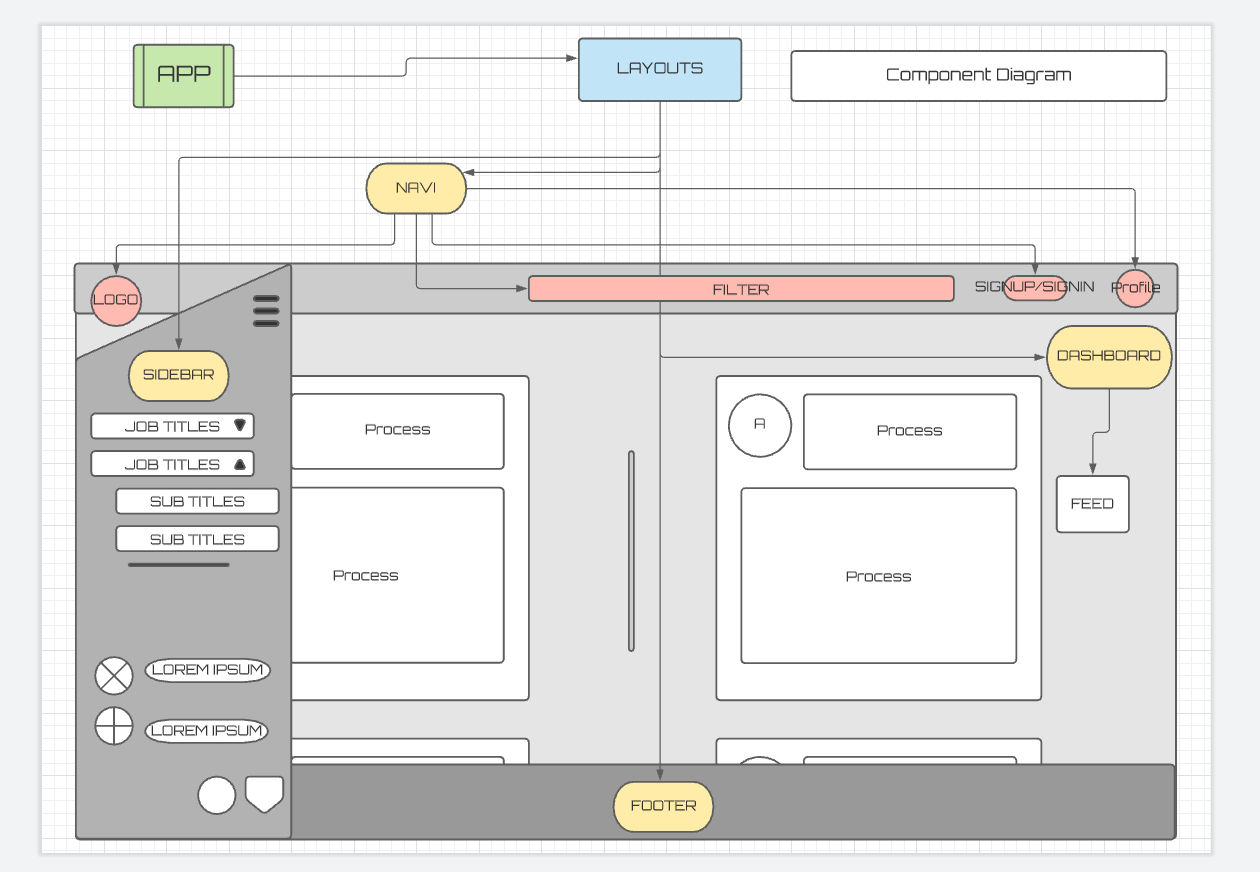 APP
LAYOUTS
Component Diagram
NAVI
LOGO
FILTER
SIGNUP/SIGNIN
Profile
SIDEBAR
DASHBOARD
JOB TITLES
JOB TITLES
SUB TITLES
SUB TITLES
Process
A
Process
FEED
Process
Process
LOREM IPSUM
LOREM IPSUM
FOOTER